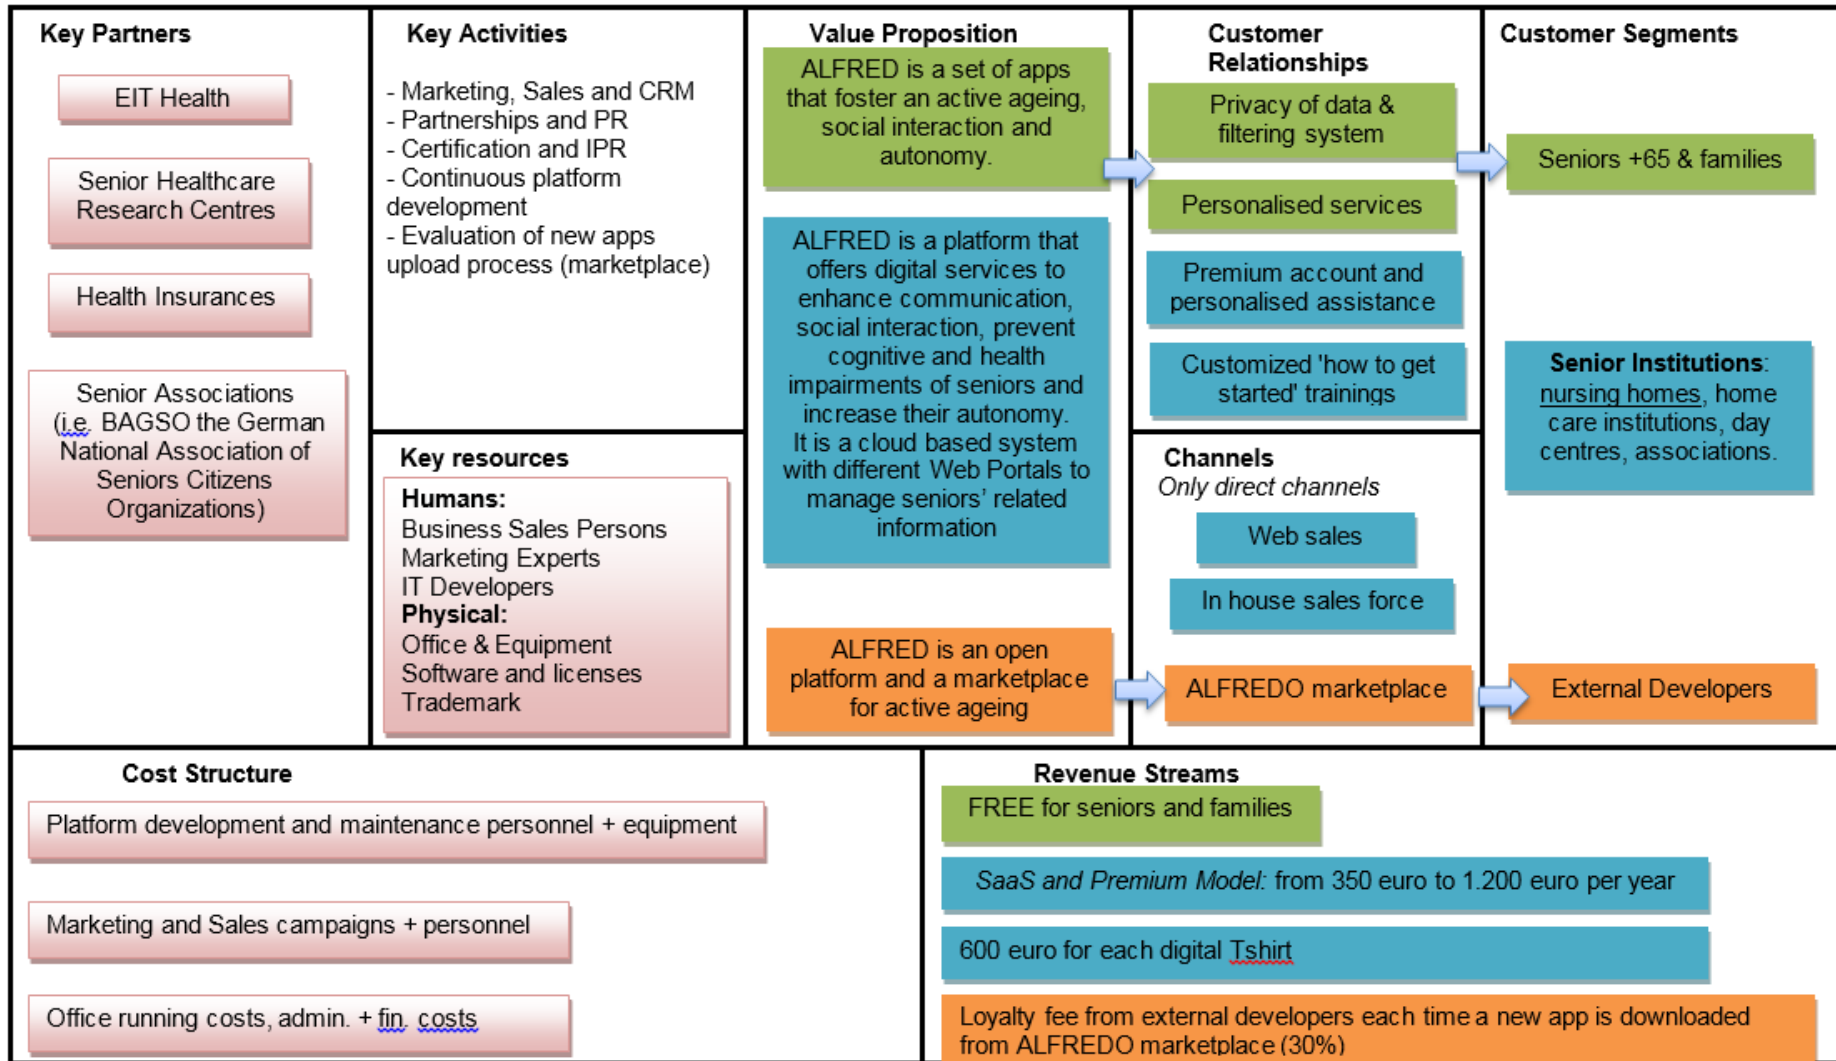 Key Partners
EIT Health
Senior Healthcare
Research Centres
Health Insurances
Senior Associations
(i.e. BAGSO the German
National Association of
Seniors Citizens
Organizations)
Key Activities
- Marketing, Sales and CRM
- Partnerships and PR
- Certification and IPR
- Continuous platform
development
- Evaluation of new apps
upload process (marketplace)
Key resources
Humans:
Business Sales Persons
Marketing Experts
IT Developers
Physical:
Office & Equipment
Software and licenses
Trademark
Value Proposition
ALFRED is a set of apps
that foster an active ageing,
social interaction and
autonomy.
ALFRED is a platform that
offers digital services to
enhance communication,
social interaction, prevent
cognitive and health
impairments of seniors and
increase their autonomy.
It is a cloud based system
with different Web Portals to
manage seniors’ related
information
ALFRED is an open
platform and a marketplace
for active ageing
Customer
Relationships
Privacy of data &
filtering system
Personalised services
Premium account and
personalised assistance
Customized 'how to get
started' trainings
Channels
Only direct channels
Web sales
In house sales force
ALFREDO marketplace
Customer Segments
Seniors +65 & families
Senior Institutions:
nursing homes, home
care institutions, day
centres, associations.
External Developers
Cost Structure
Platform development and maintenance personnel + equipment
Marketing and Sales campaigns + personnel
Office running costs, admin. + fin. costs
Revenue Streams
FREE for seniors and families
SaaS and Premium Model: from 350 euro to 1.200 euro per year
600 euro for each digital Tshirt
Loyalty fee from external developers each time a new app is downloaded
from ALFREDO marketplace (30%)